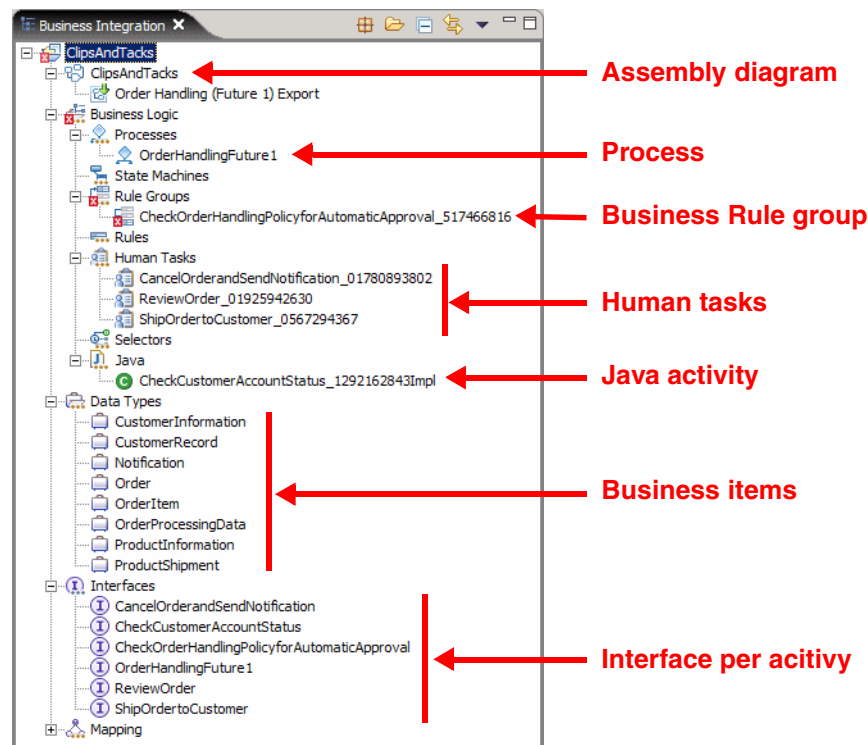 Business Integration
ClipsAndTacks
ClipsAndTacks
Assembly diagram
Order Handling (Future 1) Export
Business Logic
Processes
OrderHandlingFuture1
Process
State Machines
Rule Groups
CheckOrderHandlingPolicyforAutomaticApproval_517466816
Business Rule group
Rules
Human Tasks
CancelOrderandSendNotification_01780893802
ReviewOrder_01925942630
Human tasks
ShipOrdertoCustomer_0567294367
Selectors
Java
CheckCustomerAccountStatus_1292162843Impl
Java activity
Data Types
CustomerInformation
CustomerRecord
Notification
Order
OrderItem
Business items
OrderProcessingData
ProductInformation
ProductShipment
Interfaces
CancelOrderandSendNotification
CheckCustomerAccountStatus
CheckOrderHandlingPolicyforAutomaticApproval
OrderHandlingFuture1
Interface per acitivy
ReviewOrder
ShipOrdertoCustomer
Mapping